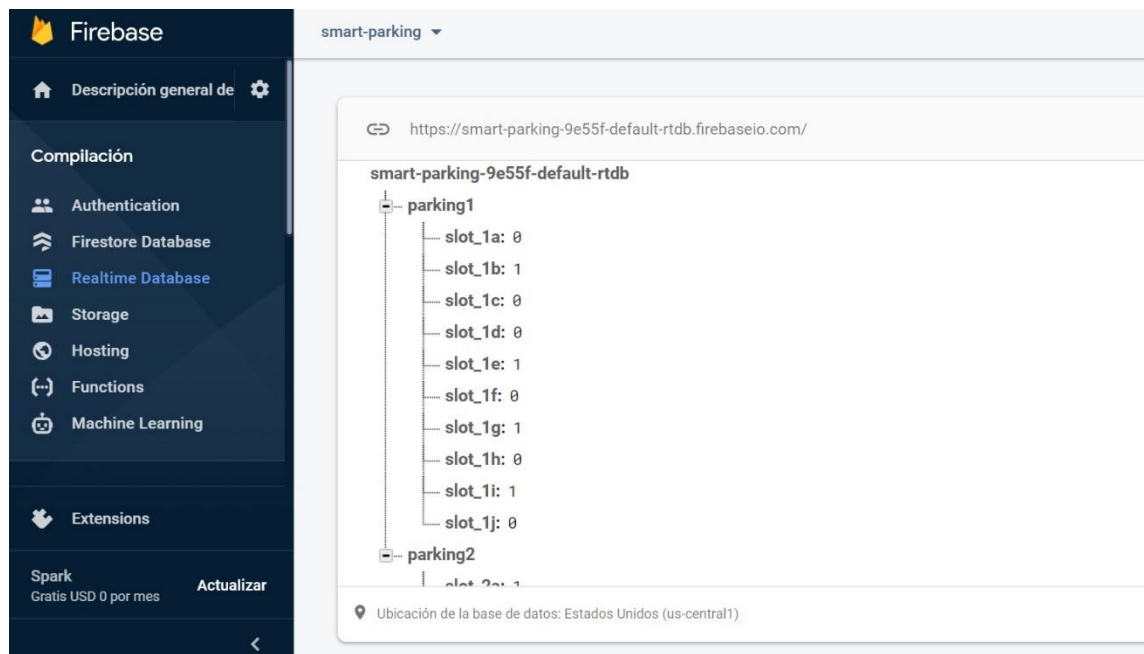 Firebase
smart-parking
Descripción general de
https://smart-parking-9e55f-default-rtdb.firebaseio.com/
Compilación
smart-parking-9e55f-default-rtdb
parking1
Authentication
slot_1a: 0
Firestore Database
slot_1b: 1
Realtime Database
slot_1c: 0
Storage
slot_1d: 0
Hosting
slot_1e: 1
Functions
slot_1f: 0
Machine Learning
slot_1g: 1
slot_1h: 0
slot_1i: 1
Extensions
slot_1j: 0
parking2
slot_2a: 1
Spark
Gratis USD 0 por mes
Actualizar
Ubicación de la base de datos: Estados Unidos (us-central1)